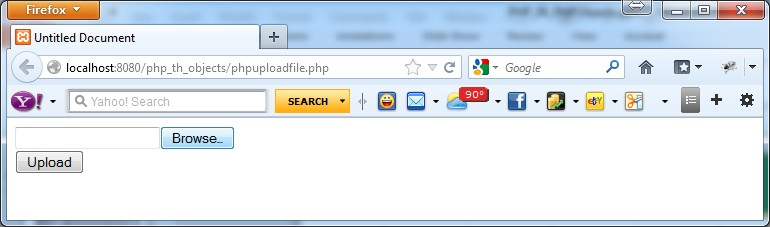 Firefox
Untitled Document
localhost:8080/php_th_objects/phpuploadfile.php
Google
Y! Yahoo! Search SEARCH 90°
Browse...
Upload